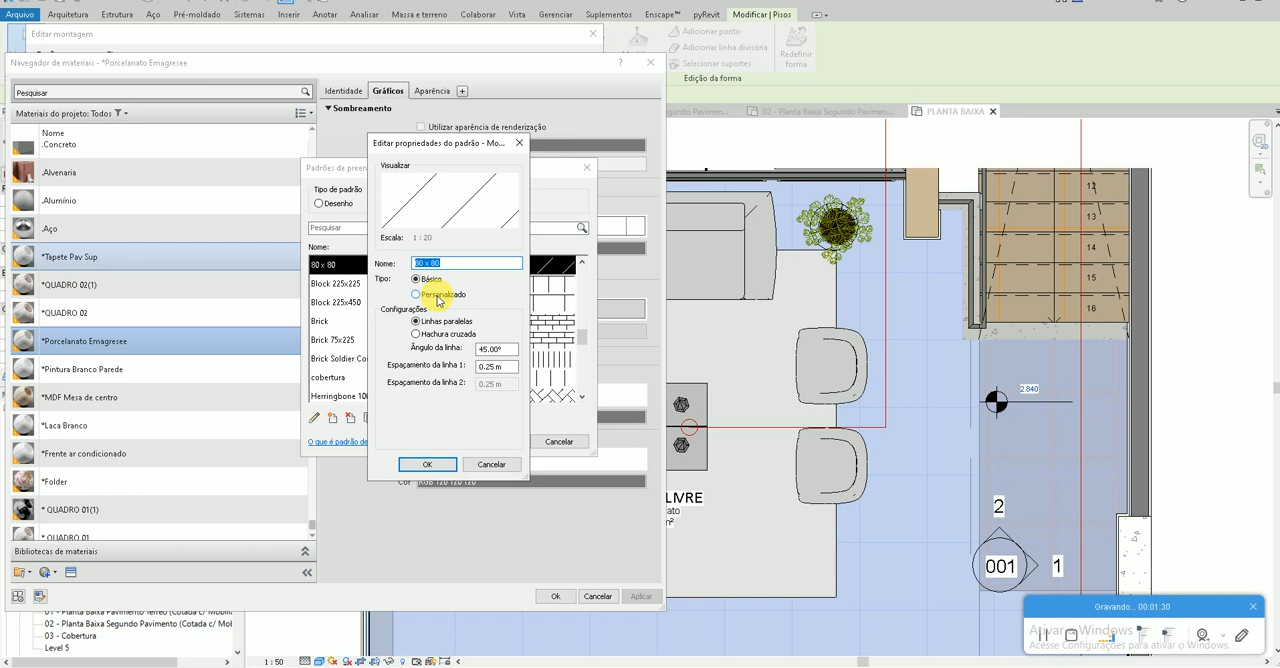 Arquivo Arquitetura Estrutura Aço Pré-moldado Sistemas Inserir Anotar Analisar Massa e terreno Colaborar Vista Gerenciar Suplementos Enscape™ pyRevit Modificar | Pisos
Editar montagem
Adicionar ponto
Adicionar linha divisória
Selecionar suportes
Redefinir
forma
Edição da forma
Navegador de materiais - *Porcelanato Emagresee
? 
Pesquisar
Identidade Gráficos Aparência
Sombreamento
Materiais do projeto: Todos
Utilizar aparência de renderização
02 - Planta Baixa Segundo Pavimen...
PLANTA BAIXA
Nome
.Concreto
.Alvenaria
.Alumínio
.Aço
*Tapete Pav Sup
*QUADRO 02(1)
*QUADRO 02
*Porcelanato Emagresee
*Pintura Branco Parede
*MDF Mesa de centro
*Laca Branco
*Frente ar condicionado
*Folder
* QUADRO 01(1)
* QUADRO 01
Bibliotecas de materiais
Padrões de preen
Tipo de padrão
Desenho
Pesquisar
Nome:
80 x 80
Block 225x225
Block 225x450
Brick
Brick 75x225
Brick Soldier Co
cobertura
Herringbone 10
O que é padrão de
Cancelar
Editar propriedades do padrão - Mo...
Visualizar
Escala: 1 : 20
Nome: 80 x 80
Tipo: Básico
Personalizado
Configurações
Linhas paralelas
Hachura cruzada
Ângulo da linha: 45.00°
Espaçamento da linha 1: 0.25 m
Espaçamento da linha 2: 0.25 m
OK Cancelar
Cor RGB 120 120 120
Ok Cancelar Aplicar
12
13
14
15
16
2.840
LIVRE
2
001
1
02 - Planta Baixa Segundo Pavimento (Cotada c/ Mobil
03 - Cobertura
Level 5
1 : 50
Gravando... 00:01:30
Ativar o Windows
Acesse Configurações para ativar o Windows.